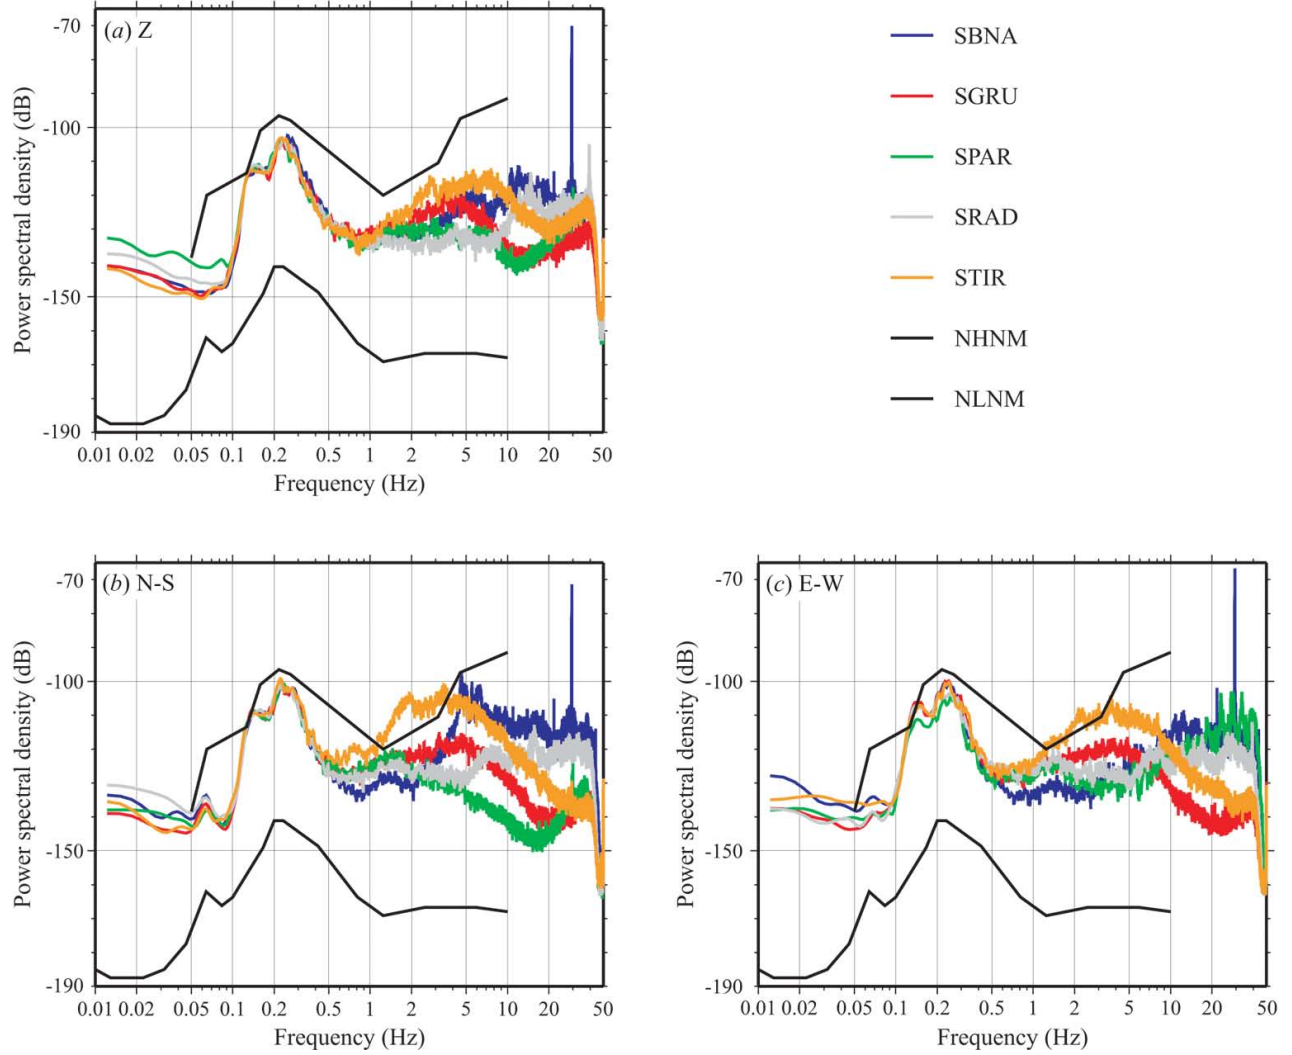 (a) Z
-70
-100
-150
-190
Power spectral density (dB)
0.01 0.02 0.05 0.1 0.2 0.5 1 2 5 10 20 50
Frequency (Hz)
SBNA
SGRU
SPAR
SRAD
STIR
NHNM
NLNM
(b) N-S
-70
-100
-150
-190
Power spectral density (dB)
0.01 0.02 0.05 0.1 0.2 0.5 1 2 5 10 20 50
Frequency (Hz)
(c) E-W
-70
-100
-150
-190
Power spectral density (dB)
0.01 0.02 0.05 0.1 0.2 0.5 1 2 5 10 20 50
Frequency (Hz)